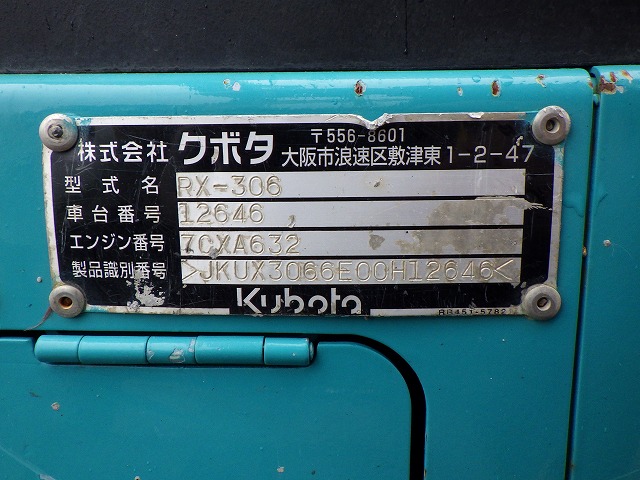 〒556-8601
株式会社 クボタ 大阪市浪速区敷津東1-2-47
型式名 RX-306
車台番号 12646
エンジン番号 7CXA632
製品識別番号 >JKUX3066E00H12646<
Kubota
RB451-5782